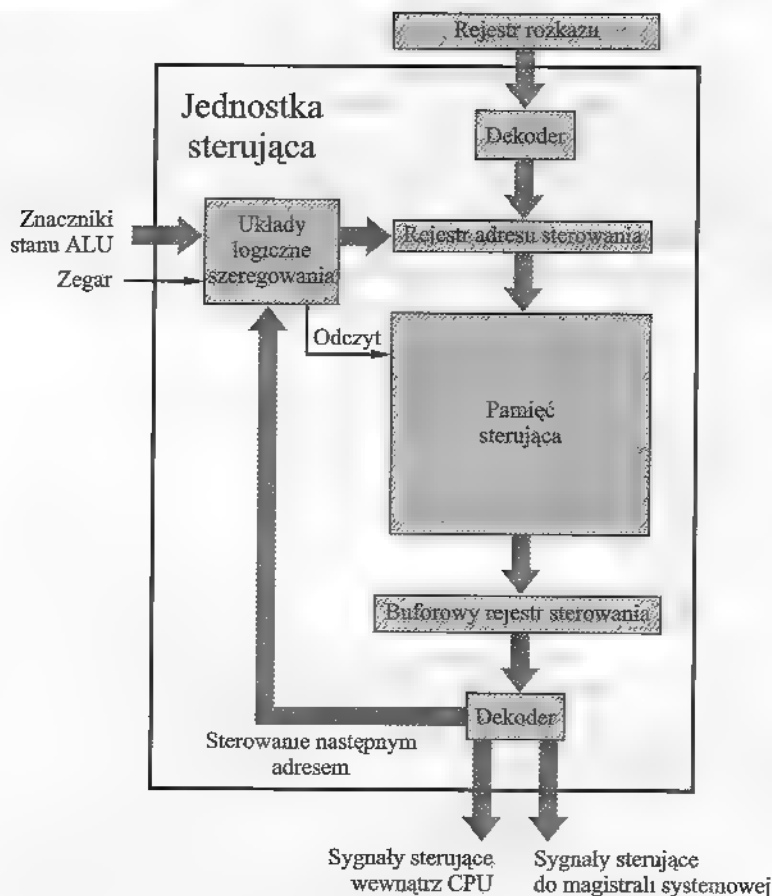 Rejestr rozkazu
Jednostka
sterująca
Dekoder
Znaczniki
stanu ALU
Zegar
Układy
logiczne
szeregowania
Rejestr adresu sterowania
Odczyt
Pamięć
sterująca
Buforowy rejestr sterowania
Dekoder
Sterowanie następnym
adresem
Sygnały sterujące
wewnątrz CPU
Sygnały sterujące
do magistrali systemowej